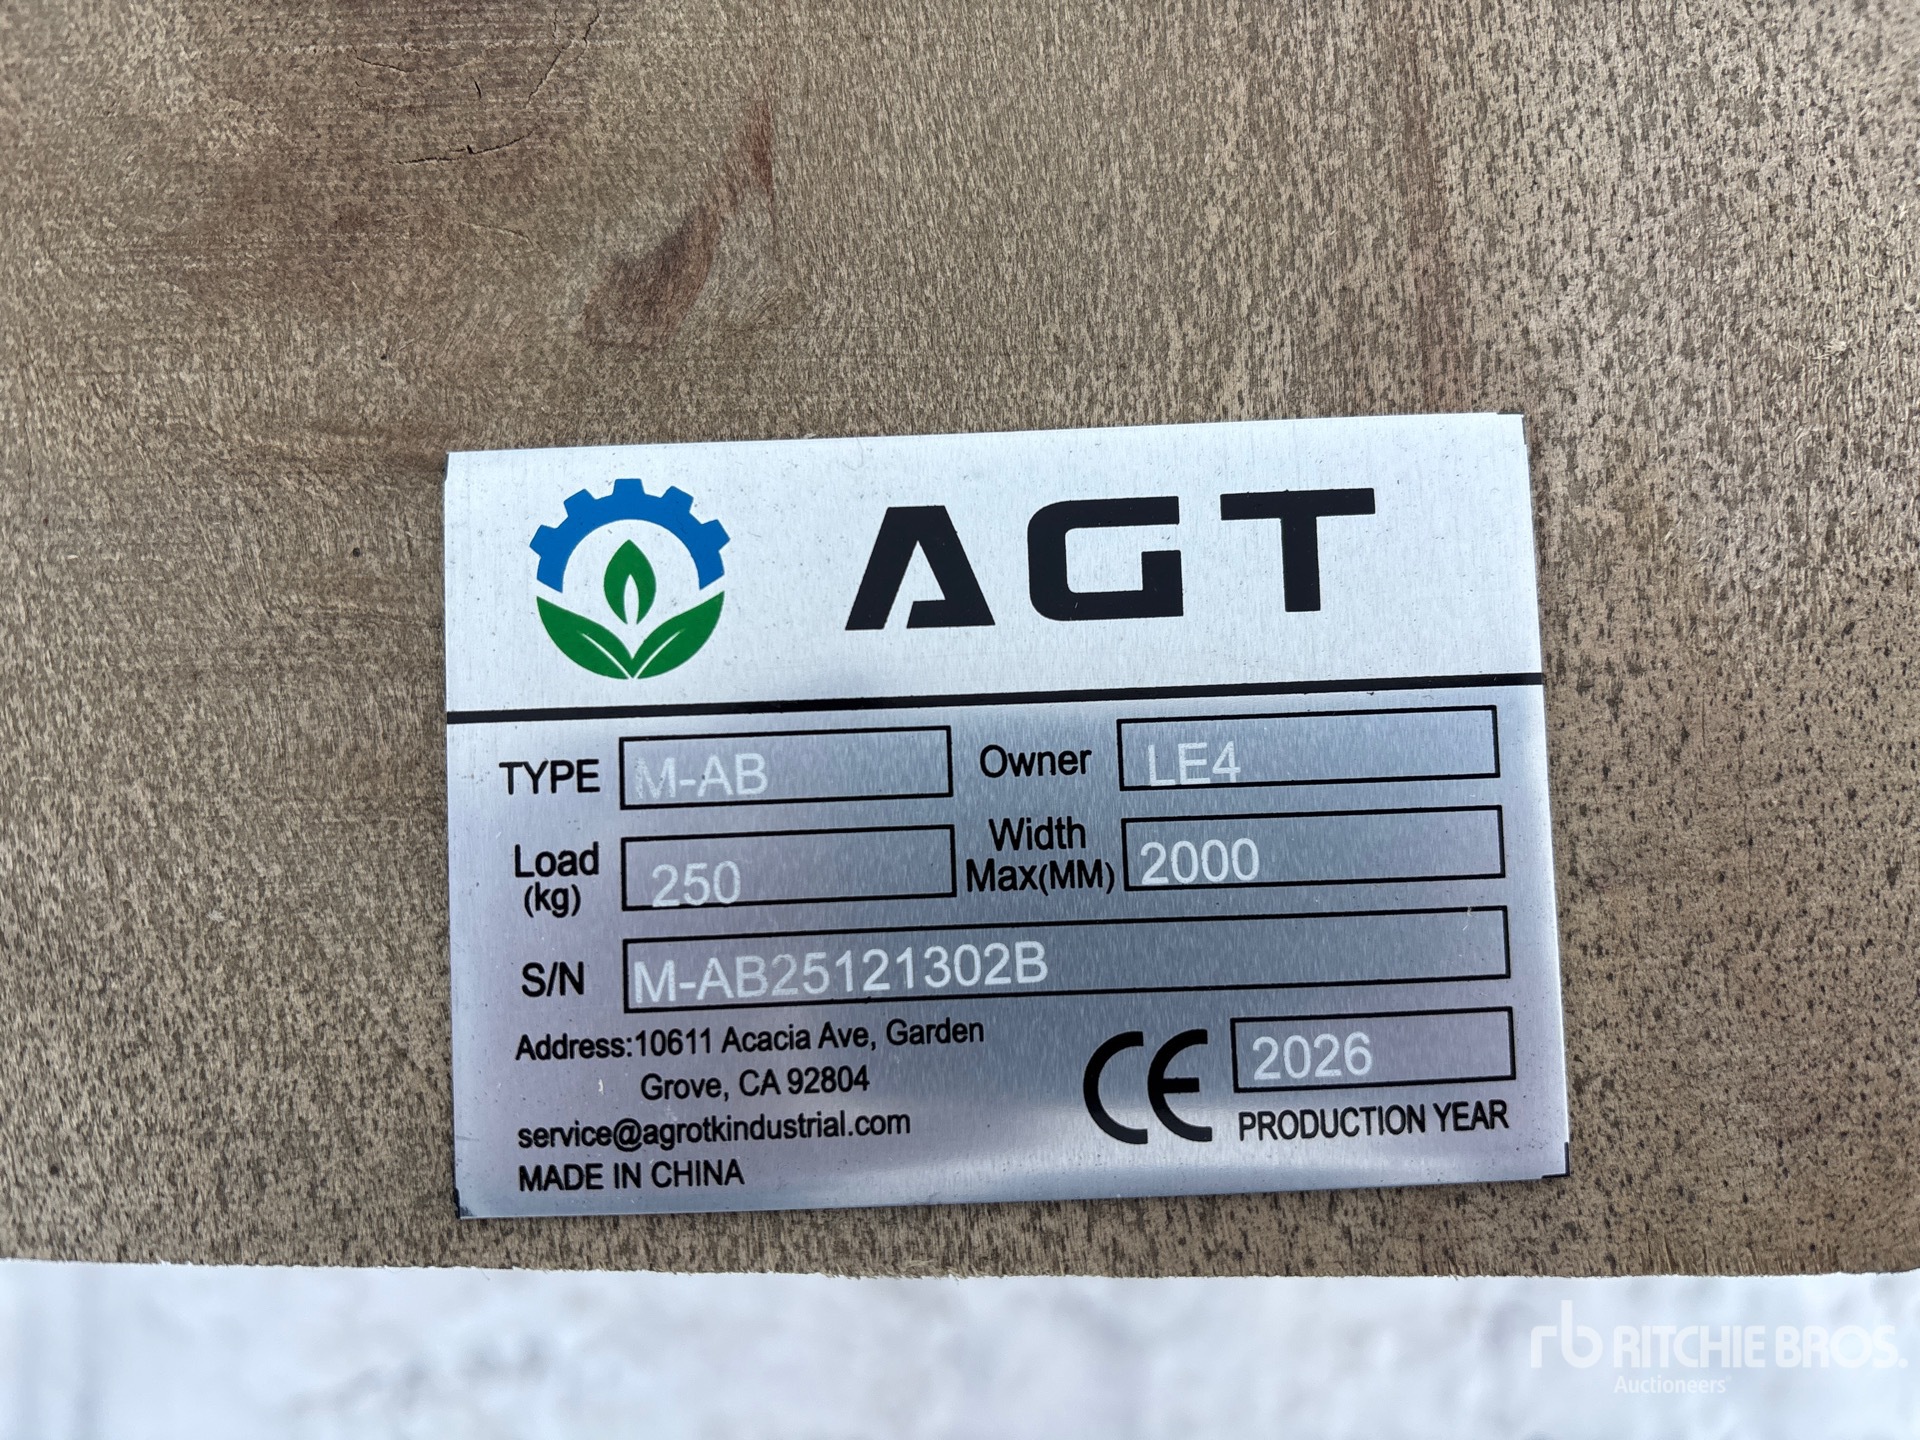 AGT
TYPE M-AB Owner LE4
Load (kg) 250 Width Max(MM) 2000
S/N M-AB25121302B
Address:10611 Acacia Ave, Garden
Grove, CA 92804
service@agrotkindustrial.com
MADE IN CHINA
CE 2026
PRODUCTION YEAR
rb RITCHIE BROS.
Auctioneers